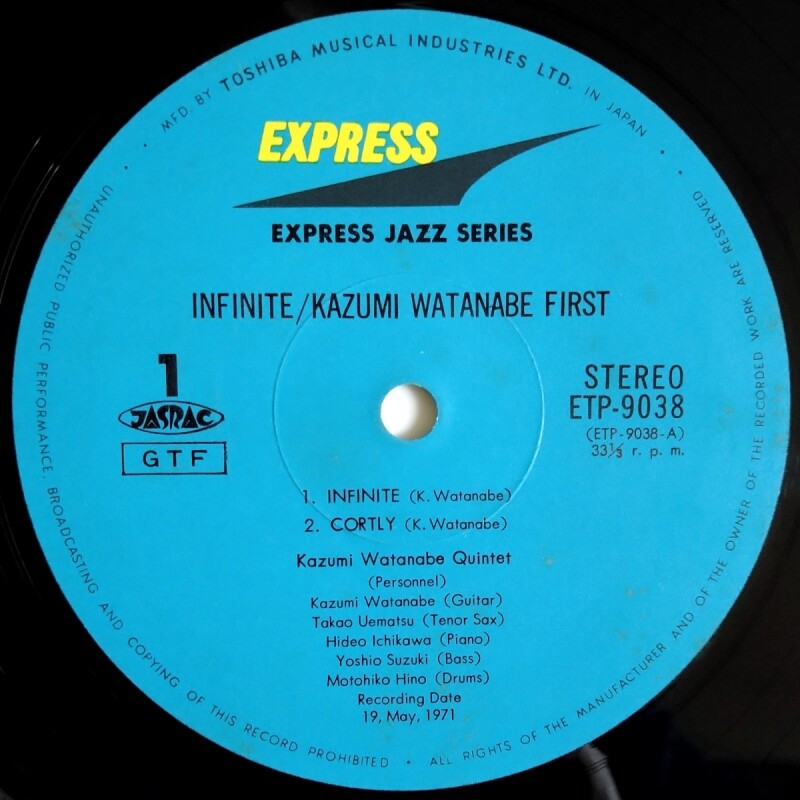 MFD. BY TOSHIBA MUSICAL INDUSTRIES LTD. IN JAPAN
EXPRESS
EXPRESS JAZZ SERIES
INFINITE/KAZUMI WATANABE FIRST
1
JASRAC
GTF
STEREO
ETP-9038
(ETP-9038-A)
33⅓ r. p. m.
1. INFINITE (K. Watanabe)
2. CORTLY (K. Watanabe)
Kazumi Watanabe Quintet
(Personnel)
Kazumi Watanabe (Guitar)
Takao Uematsu (Tenor Sax)
Hideo Ichikawa (Piano)
Yoshio Suzuki (Bass)
Motohiko Hino (Drums)
Recording Date
19, May, 1971
UNAUTHORIZED PUBLIC PERFORMANCE, BROADCASTING AND COPYING OF THIS RECORD PROHIBITED • ALL RIGHTS OF THE MANUFACTURER AND OF THE OWNER OF THE RECORDED WORK ARE RESERVED